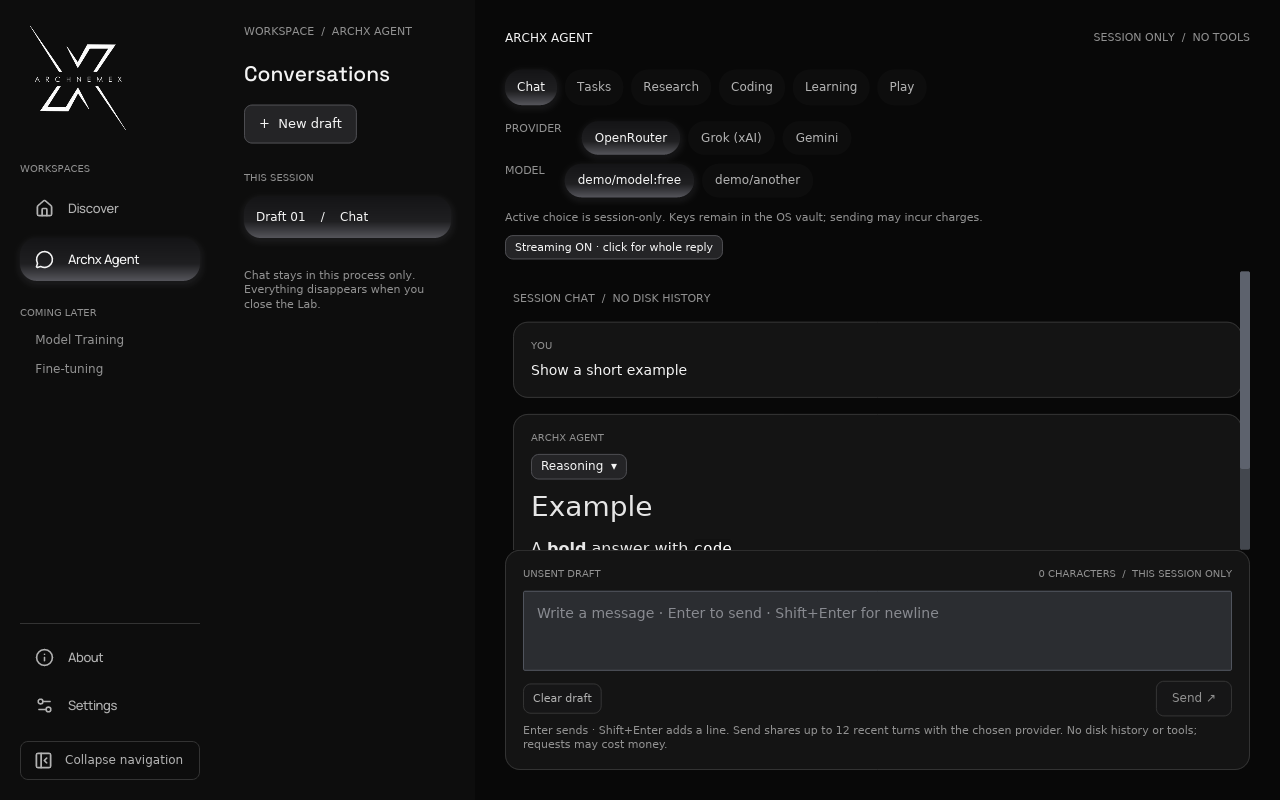 ARCHNEMEX
WORKSPACES
Discover
Archx Agent
COMING LATER
Model Training
Fine-tuning
About
Settings
Collapse navigation
WORKSPACE / ARCHX AGENT
Conversations
+ New draft
THIS SESSION
Draft 01 / Chat
Chat stays in this process only.
Everything disappears when you
close the Lab.
ARCHX AGENT
SESSION ONLY / NO TOOLS
Chat Tasks Research Coding Learning Play
PROVIDER OpenRouter Grok (xAI) Gemini
MODEL demo/model:free demo/another
Active choice is session-only. Keys remain in the OS vault; sending may incur charges.
Streaming ON · click for whole reply
SESSION CHAT / NO DISK HISTORY
YOU
Show a short example
ARCHX AGENT
Reasoning ▾
Example
A bold answer with code
UNSENT DRAFT
0 CHARACTERS / THIS SESSION ONLY
Write a message · Enter to send · Shift+Enter for newline
Clear draft
Send ↗
Enter sends · Shift+Enter adds a line. Send shares up to 12 recent turns with the chosen provider. No disk history or tools;
requests may cost money.